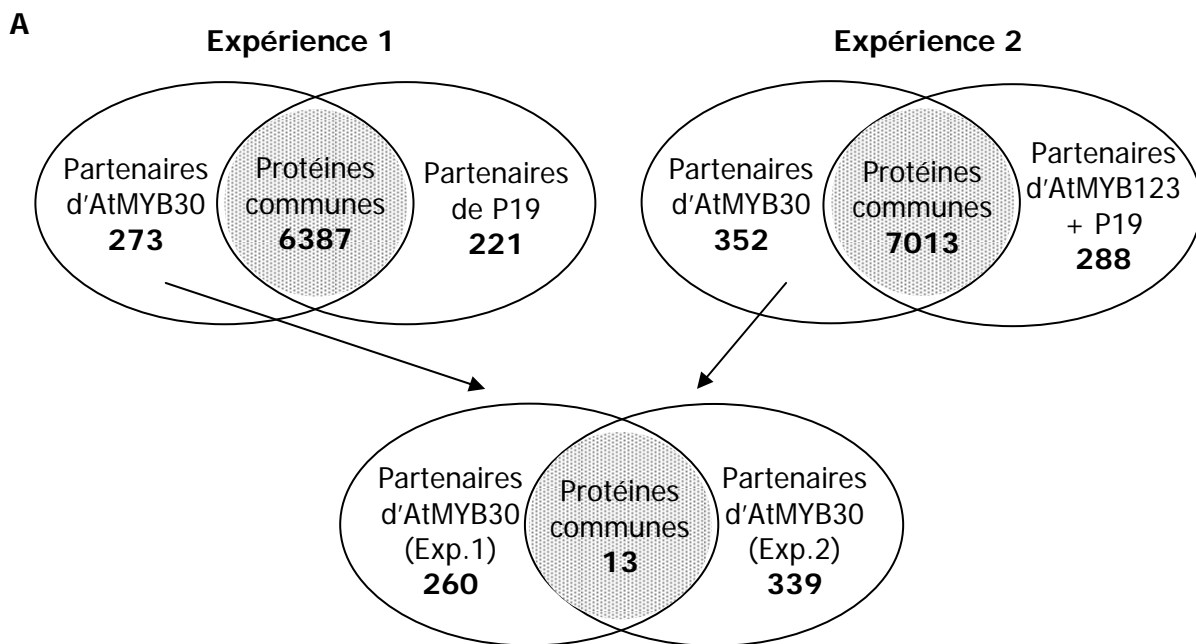 A
Expérience 1
Partenaires
d'AtMYB30
273
Protéines
communes
6387
Partenaires
de P19
221
Expérience 2
Partenaires
d'AtMYB30
352
Protéines
communes
7013
Partenaires
d'AtMYB123
+ P19
288
Partenaires
d'AtMYB30
(Exp.1)
260
Protéines
communes
13
Partenaires
d'AtMYB30
(Exp.2)
339